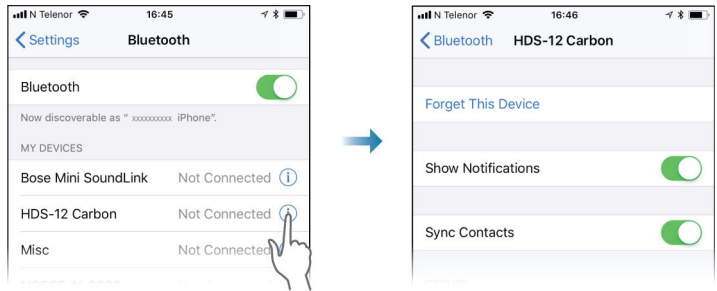 N Telenor 16:45
Settings Bluetooth
Bluetooth
Now discoverable as “ xxxxxxxxx iPhone”.
MY DEVICES
Bose Mini SoundLink Not Connected i
HDS-12 Carbon Not Connected i
Misc Not Connected
N Telenor 16:46
Bluetooth HDS-12 Carbon
Forget This Device
Show Notifications
Sync Contacts